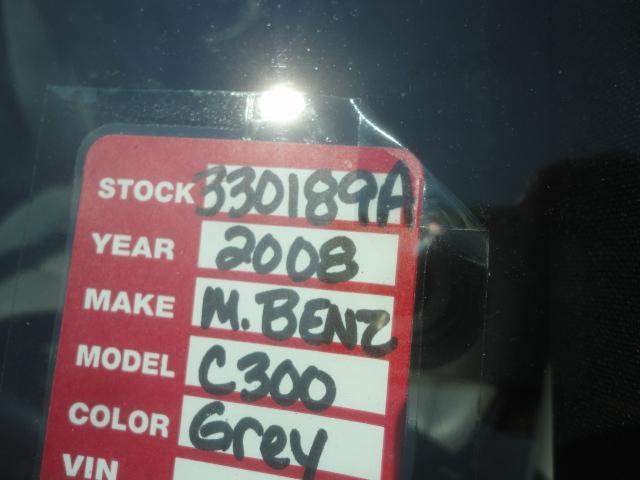 STOCK 330189A
YEAR 2008
MAKE M. BENZ
MODEL C300
COLOR Grey
VIN